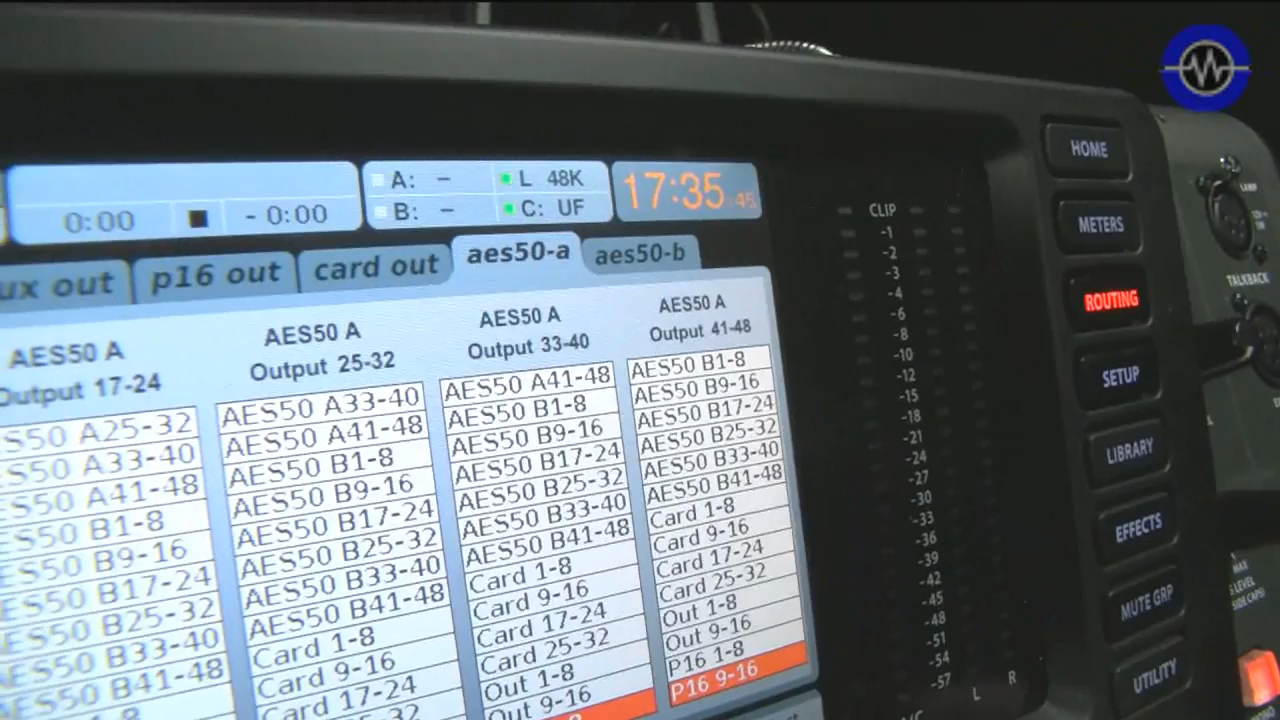 A: - L 48K
0:00 - 0:00 B: - C: UF
17:35 :45
ux out p16 out card out aes50-a aes50-b
AES50 A
Output 17-24
S50 A25-32
S50 A33-40
S50 A41-48
ES50 B1-8
ES50 B9-16
ES50 B17-24
ES50 B25-32
ES50 B33-40
ES50 B41-48
AES50 A
Output 25-32
AES50 A33-40
AES50 A41-48
AES50 B1-8
AES50 B9-16
AES50 B17-24
AES50 B25-32
AES50 B33-40
AES50 B41-48
Card 1-8
Card 9-16
Card 17-24
AES50 A
Output 33-40
AES50 A41-48
AES50 B1-8
AES50 B9-16
AES50 B17-24
AES50 B25-32
AES50 B33-40
AES50 B41-48
Card 1-8
Card 9-16
Card 17-24
Card 25-32
Out 1-8
Out 9-16
AES50 A
Output 41-48
AES50 B1-8
AES50 B9-16
AES50 B17-24
AES50 B25-32
AES50 B33-40
AES50 B41-48
Card 1-8
Card 9-16
Card 17-24
Card 25-32
Out 1-8
Out 9-16
P16 1-8
P16 9-16
CLIP
-1
-2
-3
-4
-6
-8
-10
-12
-15
-18
-21
-24
-27
-30
-33
-36
-39
-42
-45
-48
-51
-54
-57
L R
HOME
METERS
ROUTING
SETUP
LIBRARY
EFFECTS
MUTE GRP
UTILITY
LAMP
TALKBACK
MAX